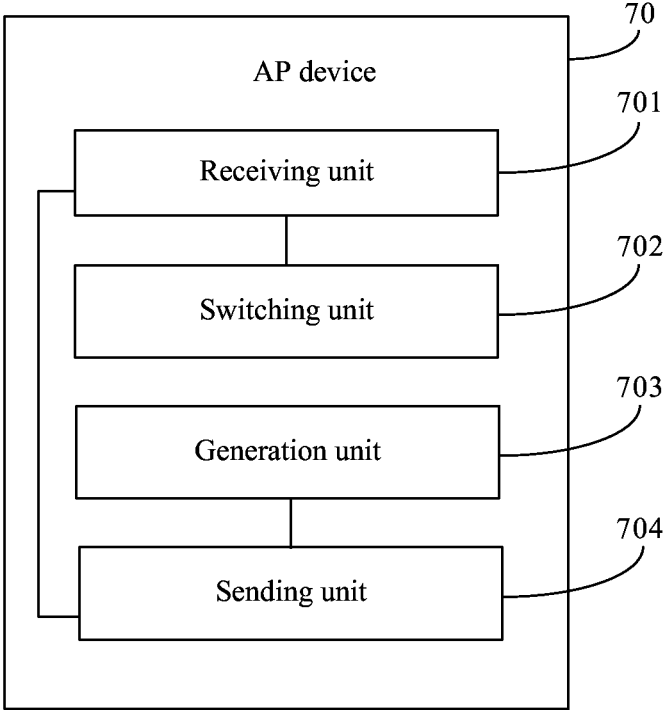 70
AP device
701
Receiving unit
702
Switching unit
703
Generation unit
704
Sending unit